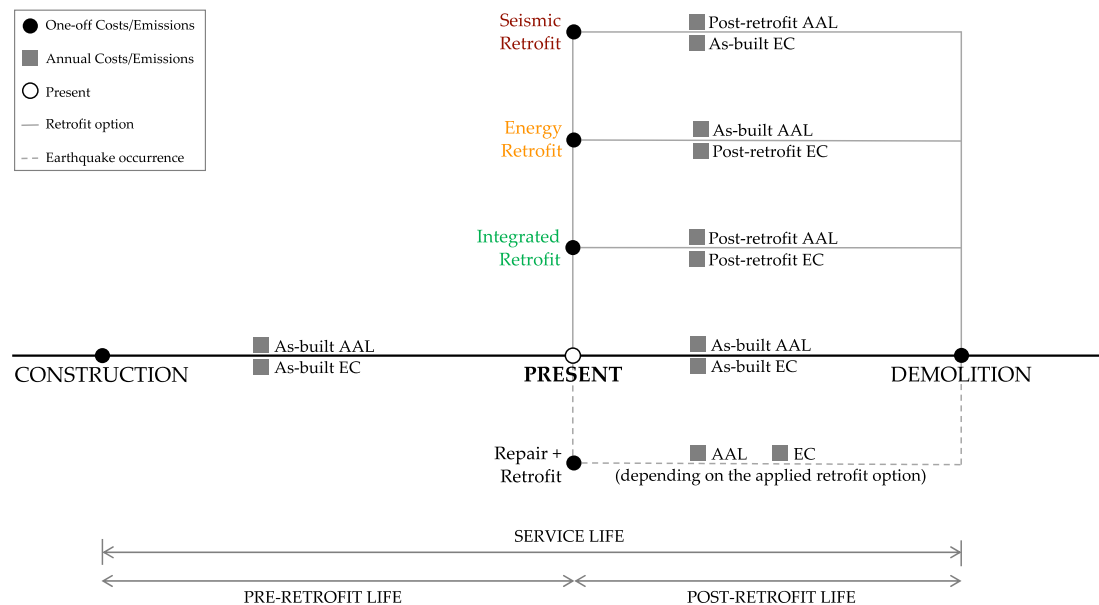 One-off Costs/Emissions
Annual Costs/Emissions
Present
Retrofit option
Earthquake occurrence
Seismic
Retrofit
Post-retrofit AAL
As-built EC
Energy
Retrofit
As-built AAL
Post-retrofit EC
Integrated
Retrofit
Post-retrofit AAL
Post-retrofit EC
As-built AAL
As-built EC
As-built AAL
As-built EC
CONSTRUCTION
PRESENT
DEMOLITION
Repair +
Retrofit
AAL
EC
(depending on the applied retrofit option)
SERVICE LIFE
PRE-RETROFIT LIFE
POST-RETROFIT LIFE